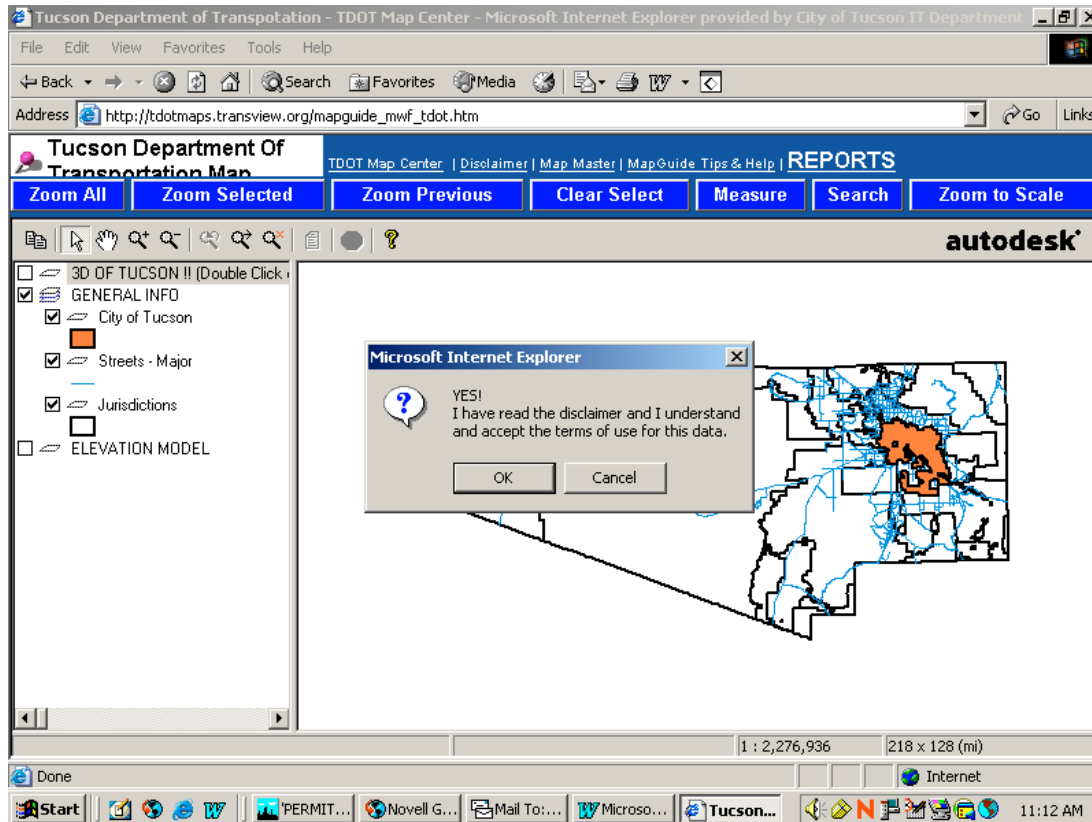 Tucson Department of Transpotation - TDOT Map Center - Microsoft Internet Explorer provided by City of Tucson IT Department
File Edit View Favorites Tools Help
Back Search Favorites Media
Address http://tdotmaps.transview.org/mapguide_mwf_tdot.htm Go Links
Tucson Department Of
Transportation Map
TDOT Map Center | Disclaimer | Map Master | MapGuide Tips & Help | REPORTS
Zoom All Zoom Selected Zoom Previous Clear Select Measure Search Zoom to Scale
autodesk
3D OF TUCSON !! (Double Click
GENERAL INFO
City of Tucson
Streets - Major
Jurisdictions
ELEVATION MODEL
Microsoft Internet Explorer
YES!
I have read the disclaimer and I understand
and accept the terms of use for this data.
OK Cancel
1 : 2,276,936 218 x 128 (mi)
Done Internet
Start 'PERMIT... Novell G... Mail To:... Microso... Tucson... 11:12 AM